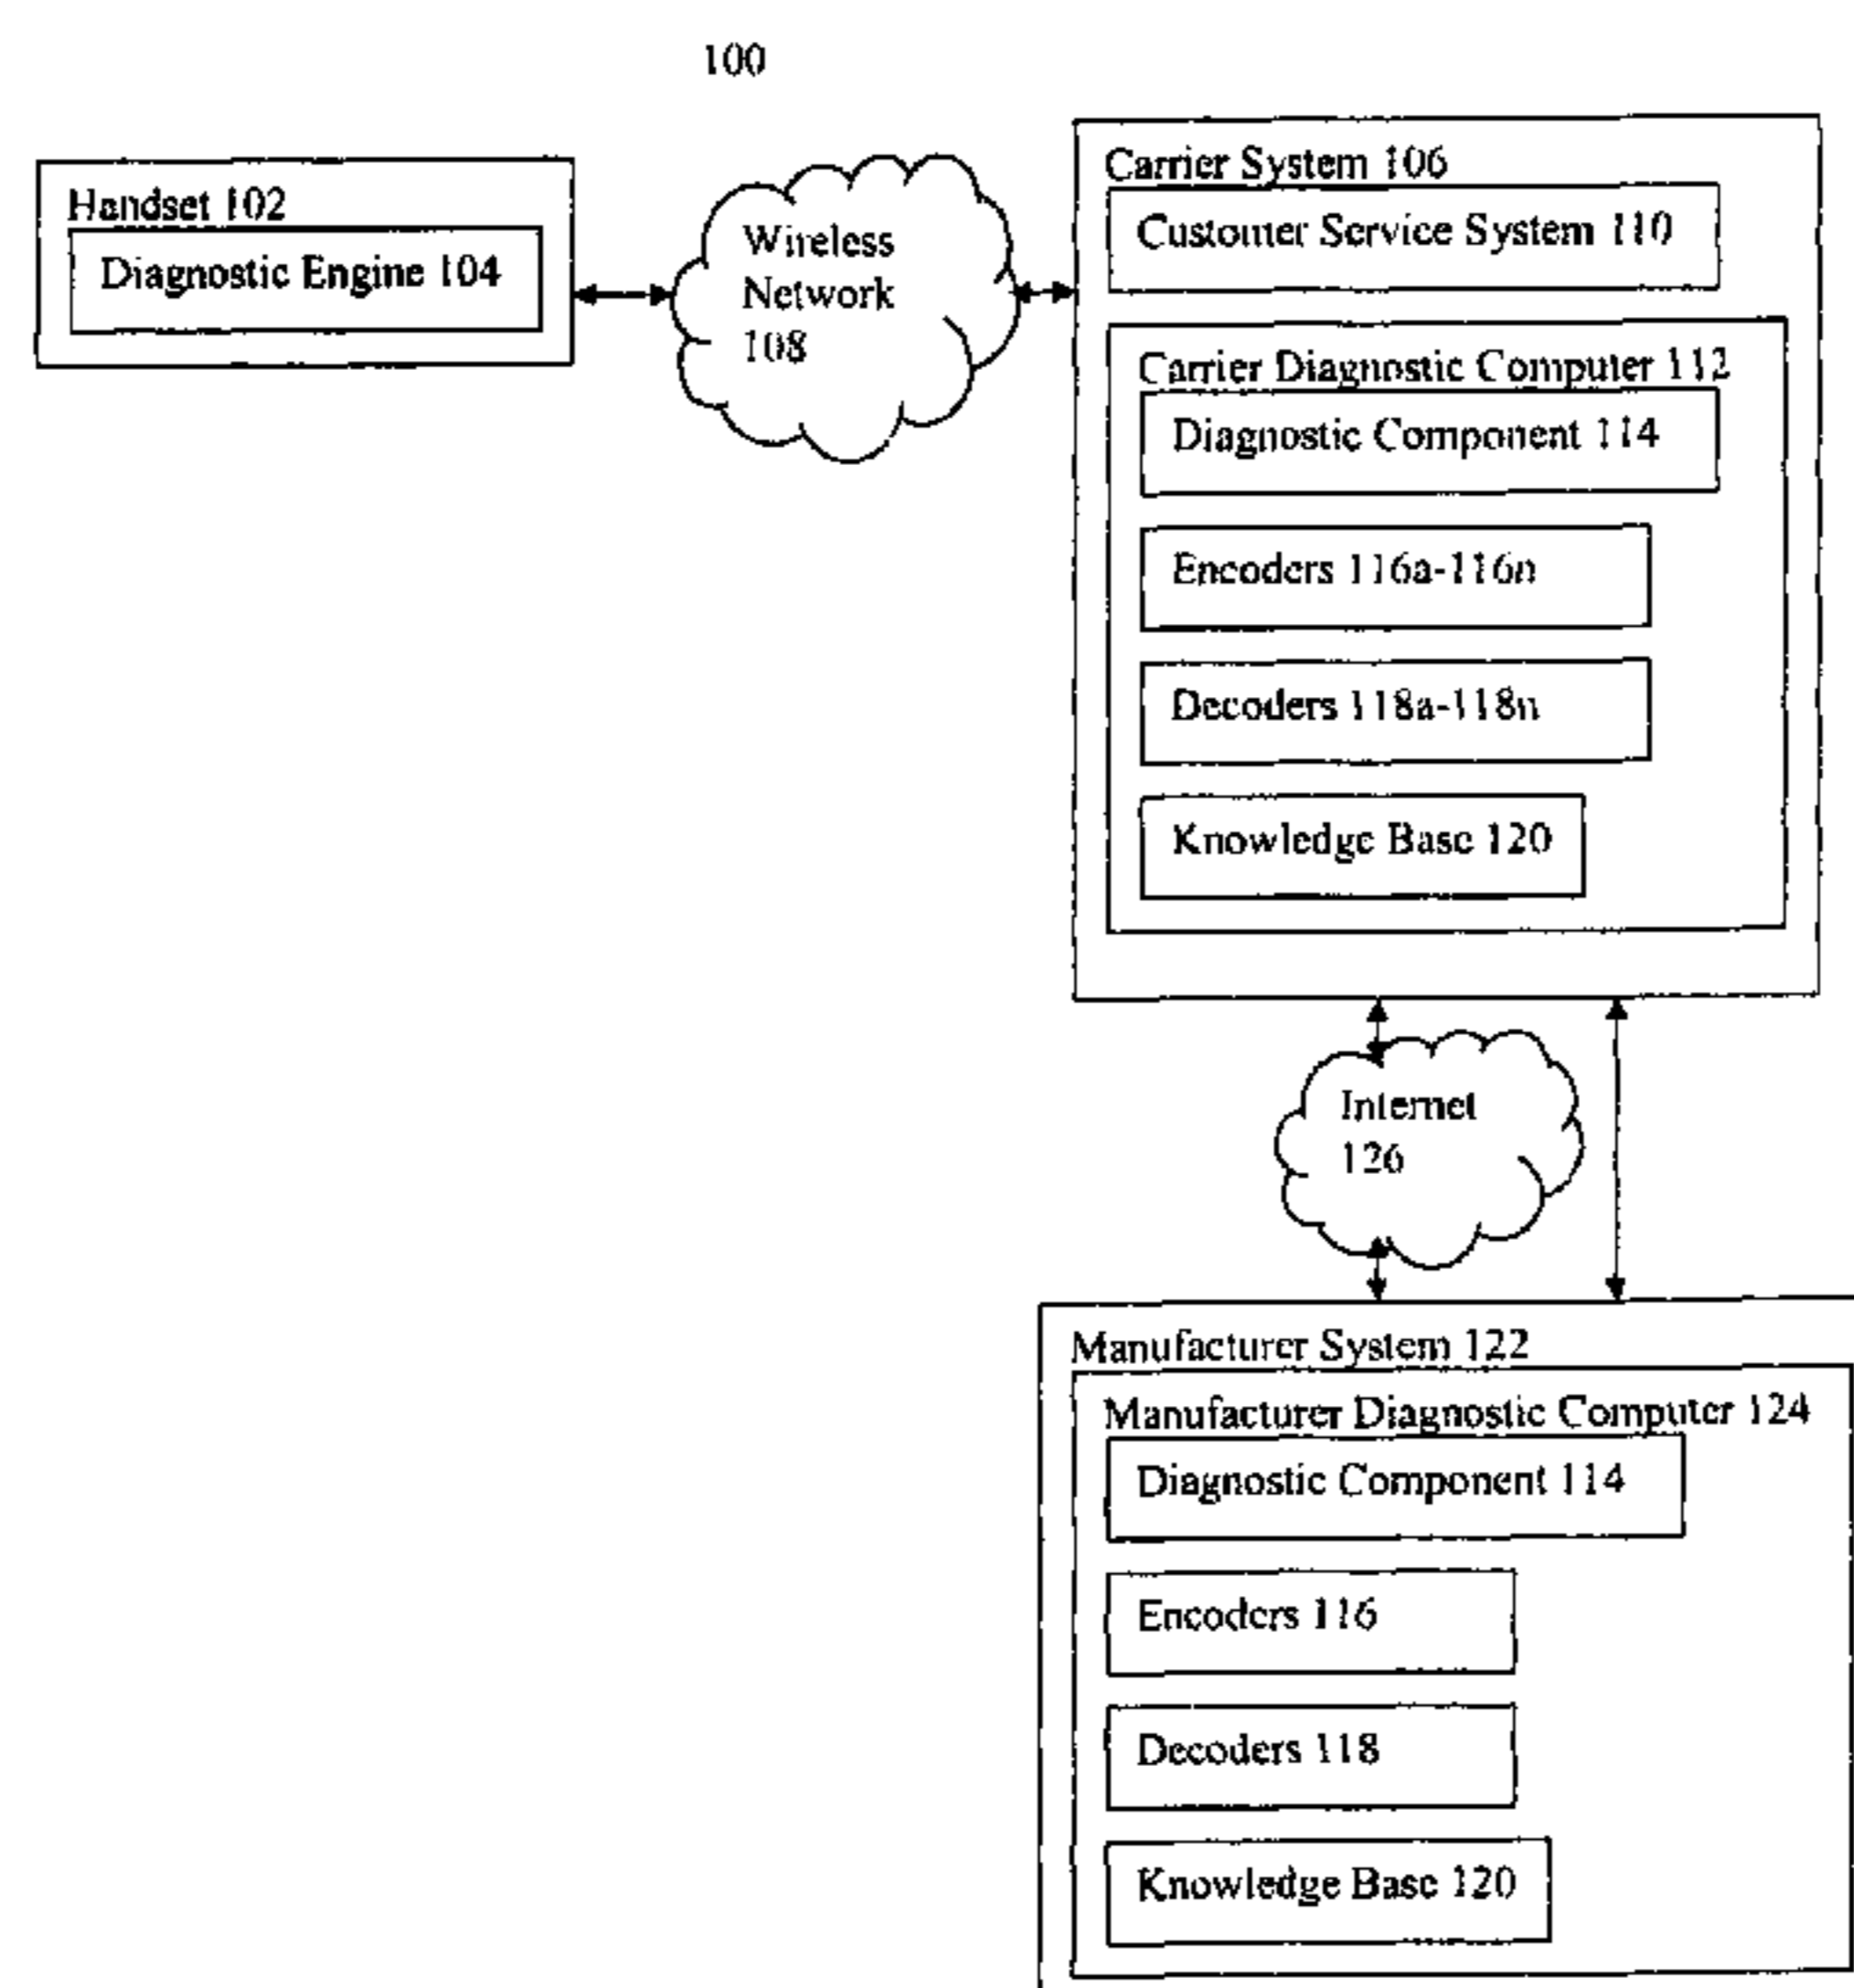 100
Handset 102
Diagnostic Engine 104
Wireless
Network
108
Carrier System 106
Customer Service System 110
Carrier Diagnostic Computer 112
Diagnostic Component 114
Encoders 116a-116n
Decoders 118a-118n
Knowledge Base 120
Internet
126
Manufacturer System 122
Manufacturer Diagnostic Computer 124
Diagnostic Component 114
Encoders 116
Decoders 118
Knowledge Base 120